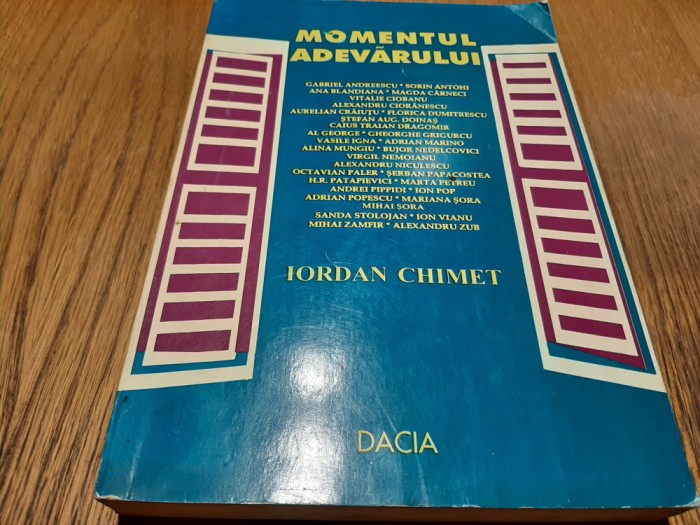 MOMENTUL
ADEVĂRULUI
GABRIEL ANDREESCU * SORIN ANTOHI
ANA BLANDIANA * MAGDA CÂRNECI
VITALIE CIOBANU
ALEXANDRU CIORĂNESCU
AURELIAN CRĂIUȚU * FLORICA DUMITRESCU
ȘTEFAN AUG. DOINAȘ
CAIUS TRAIAN DRAGOMIR
AL GEORGE * GHEORGHE GRIGURCU
VASILE IGNA * ADRIAN MARINO
ALINA MUNGIU * BUJOR NEDELCOVICI
VIRGIL NEMOIANU
ALEXANDRU NICULESCU
OCTAVIAN PALER * ȘERBAN PAPACOSTEA
H.R. PATAPIEVICI * MARTA PETREU
ANDREI PIPPIDI * ION POP
ADRIAN POPESCU * MARIANA ȘORA
MIHAI ȘORA
SANDA STOLOJAN * ION VIANU
MIHAI ZAMFIR * ALEXANDRU ZUB
IORDAN CHIMET
DACIA